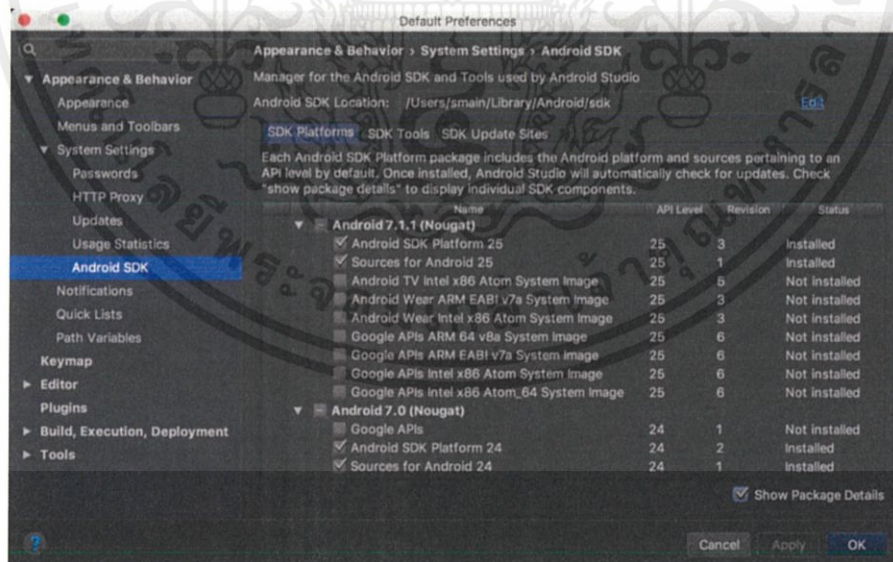 Default Preferences
Appearance & Behavior
Appearance
Menus and Toolbars
System Settings
Passwords
HTTP Proxy
Updates
Usage Statistics
Android SDK
Notifications
Quick Lists
Path Variables
Keymap
Editor
Plugins
Build, Execution, Deployment
Tools
Appearance & Behavior › System Settings › Android SDK
Manager for the Android SDK and Tools used by Android Studio
Android SDK Location: /Users/smain/Library/Android/sdk Edit
SDK Platforms SDK Tools SDK Update Sites
Each Android SDK Platform package includes the Android platform and sources pertaining to an
API level by default. Once installed, Android Studio will automatically check for updates. Check
"show package details" to display individual SDK components.
Name API Level Revision Status
Android 7.1.1 (Nougat)
Android SDK Platform 25 25 3 Installed
Sources for Android 25 25 1 Installed
Android TV Intel x86 Atom System Image 25 5 Not installed
Android Wear ARM EABI v7a System Image 25 3 Not installed
Android Wear Intel x86 Atom System Image 25 3 Not installed
Google APIs ARM 64 v8a System Image 25 6 Not installed
Google APIs ARM EABI v7a System Image 25 6 Not installed
Google APIs Intel x86 Atom System Image 25 6 Not installed
Google APIs Intel x86 Atom_64 System Image 25 6 Not installed
Android 7.0 (Nougat)
Google APIs 24 1 Not installed
Android SDK Platform 24 24 2 Installed
Sources for Android 24 24 1 Installed
Show Package Details
? Cancel Apply OK